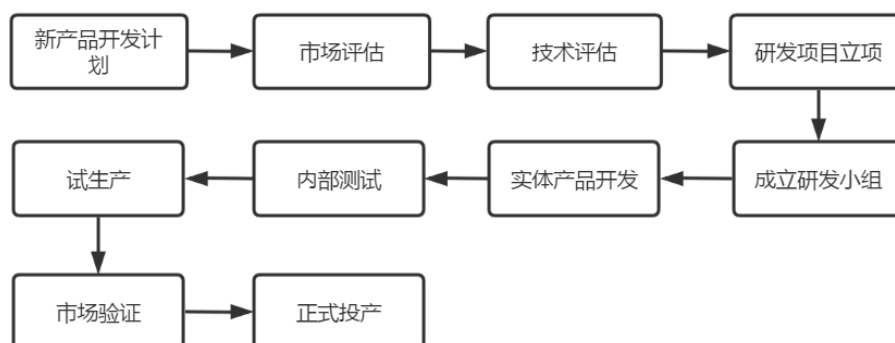 新产品开发计
划
市场评估
技术评估
研发项目立项
成立研发小组
实体产品开发
内部测试
试生产
市场验证
正式投产